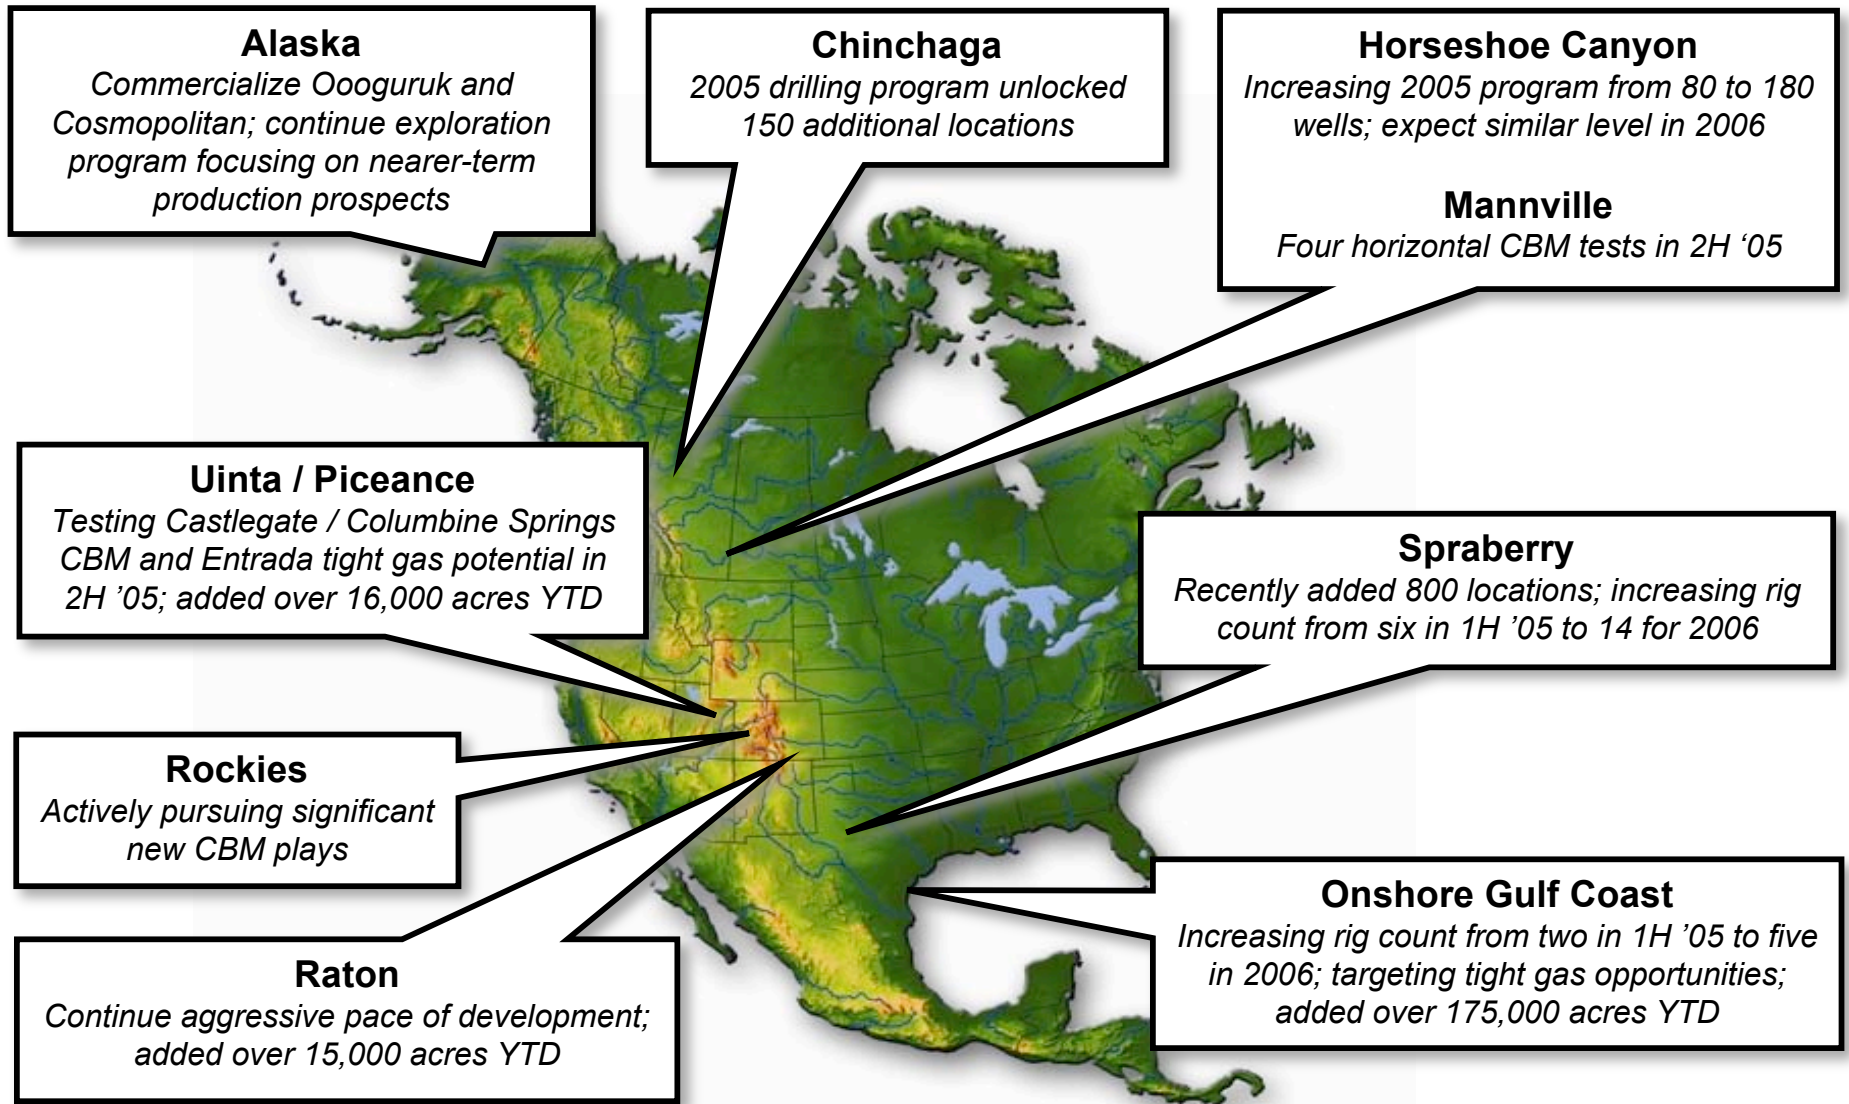 Alaska
Commercialize Oooguruk and
Cosmopolitan; continue exploration
program focusing on nearer-term
production prospects
Chinchaga
2005 drilling program unlocked
150 additional locations
Horseshoe Canyon
Increasing 2005 program from 80 to 180
wells; expect similar level in 2006
Mannville
Four horizontal CBM tests in 2H ’05
Uinta / Piceance
Testing Castlegate / Columbine Springs
CBM and Entrada tight gas potential in
2H ’05; added over 16,000 acres YTD
Spraberry
Recently added 800 locations; increasing rig
count from six in 1H ’05 to 14 for 2006
Rockies
Actively pursuing significant
new CBM plays
Onshore Gulf Coast
Increasing rig count from two in 1H ’05 to five
in 2006; targeting tight gas opportunities;
added over 175,000 acres YTD
Raton
Continue aggressive pace of development;
added over 15,000 acres YTD